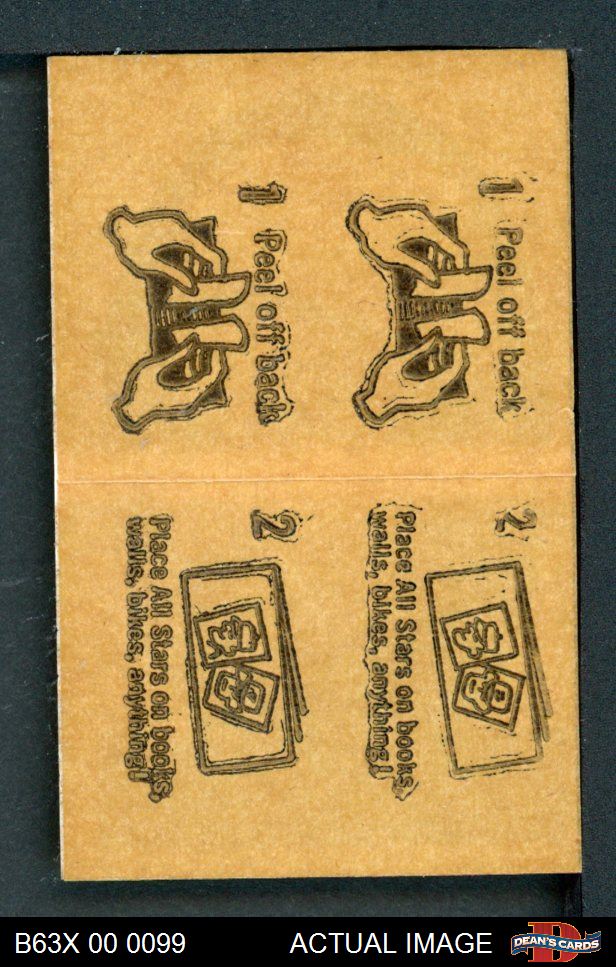 1 Peel off back
2
Place All Stars on books,
walls, bikes, anything!
1 Peel off back
2
Place All Stars on books,
walls, bikes, anything!
B63X 00 0099
ACTUAL IMAGE
D
DEAN'S CARDS